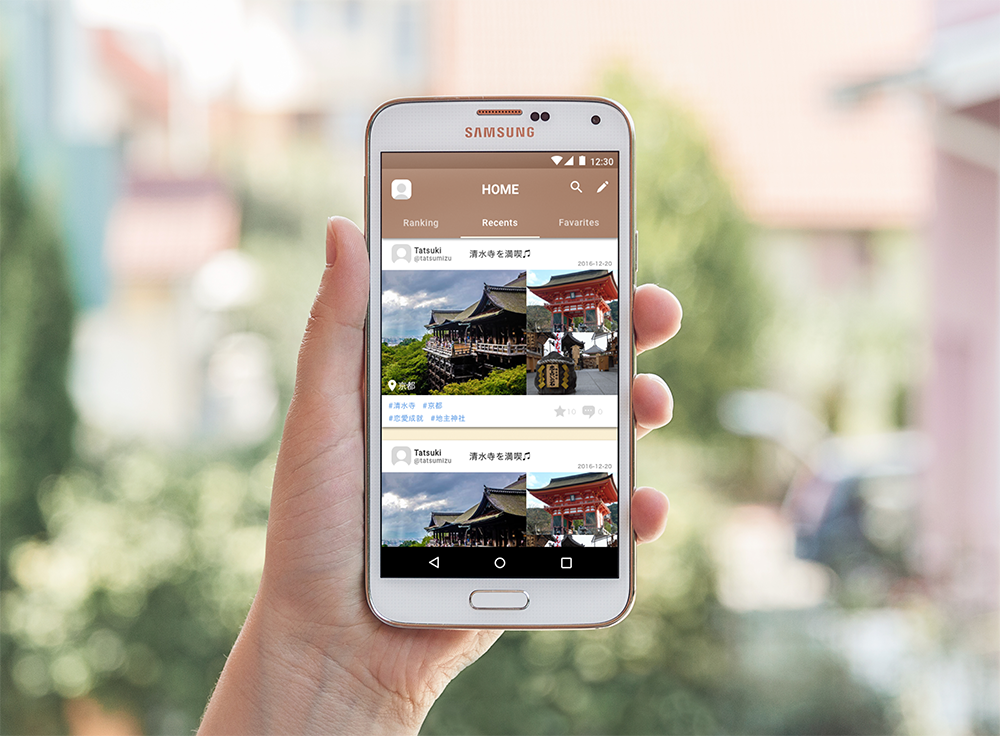 SAMSUNG
12:30
HOME
Ranking Recents Favarites
Tatsuki
@tatsumizu
清水寺を満喫♫
2016-12-20
京都
#清水寺 #京都
#恋愛成就 #地主神社
10 0
Tatsuki
@tatsumizu
清水寺を満喫♫
2016-12-20